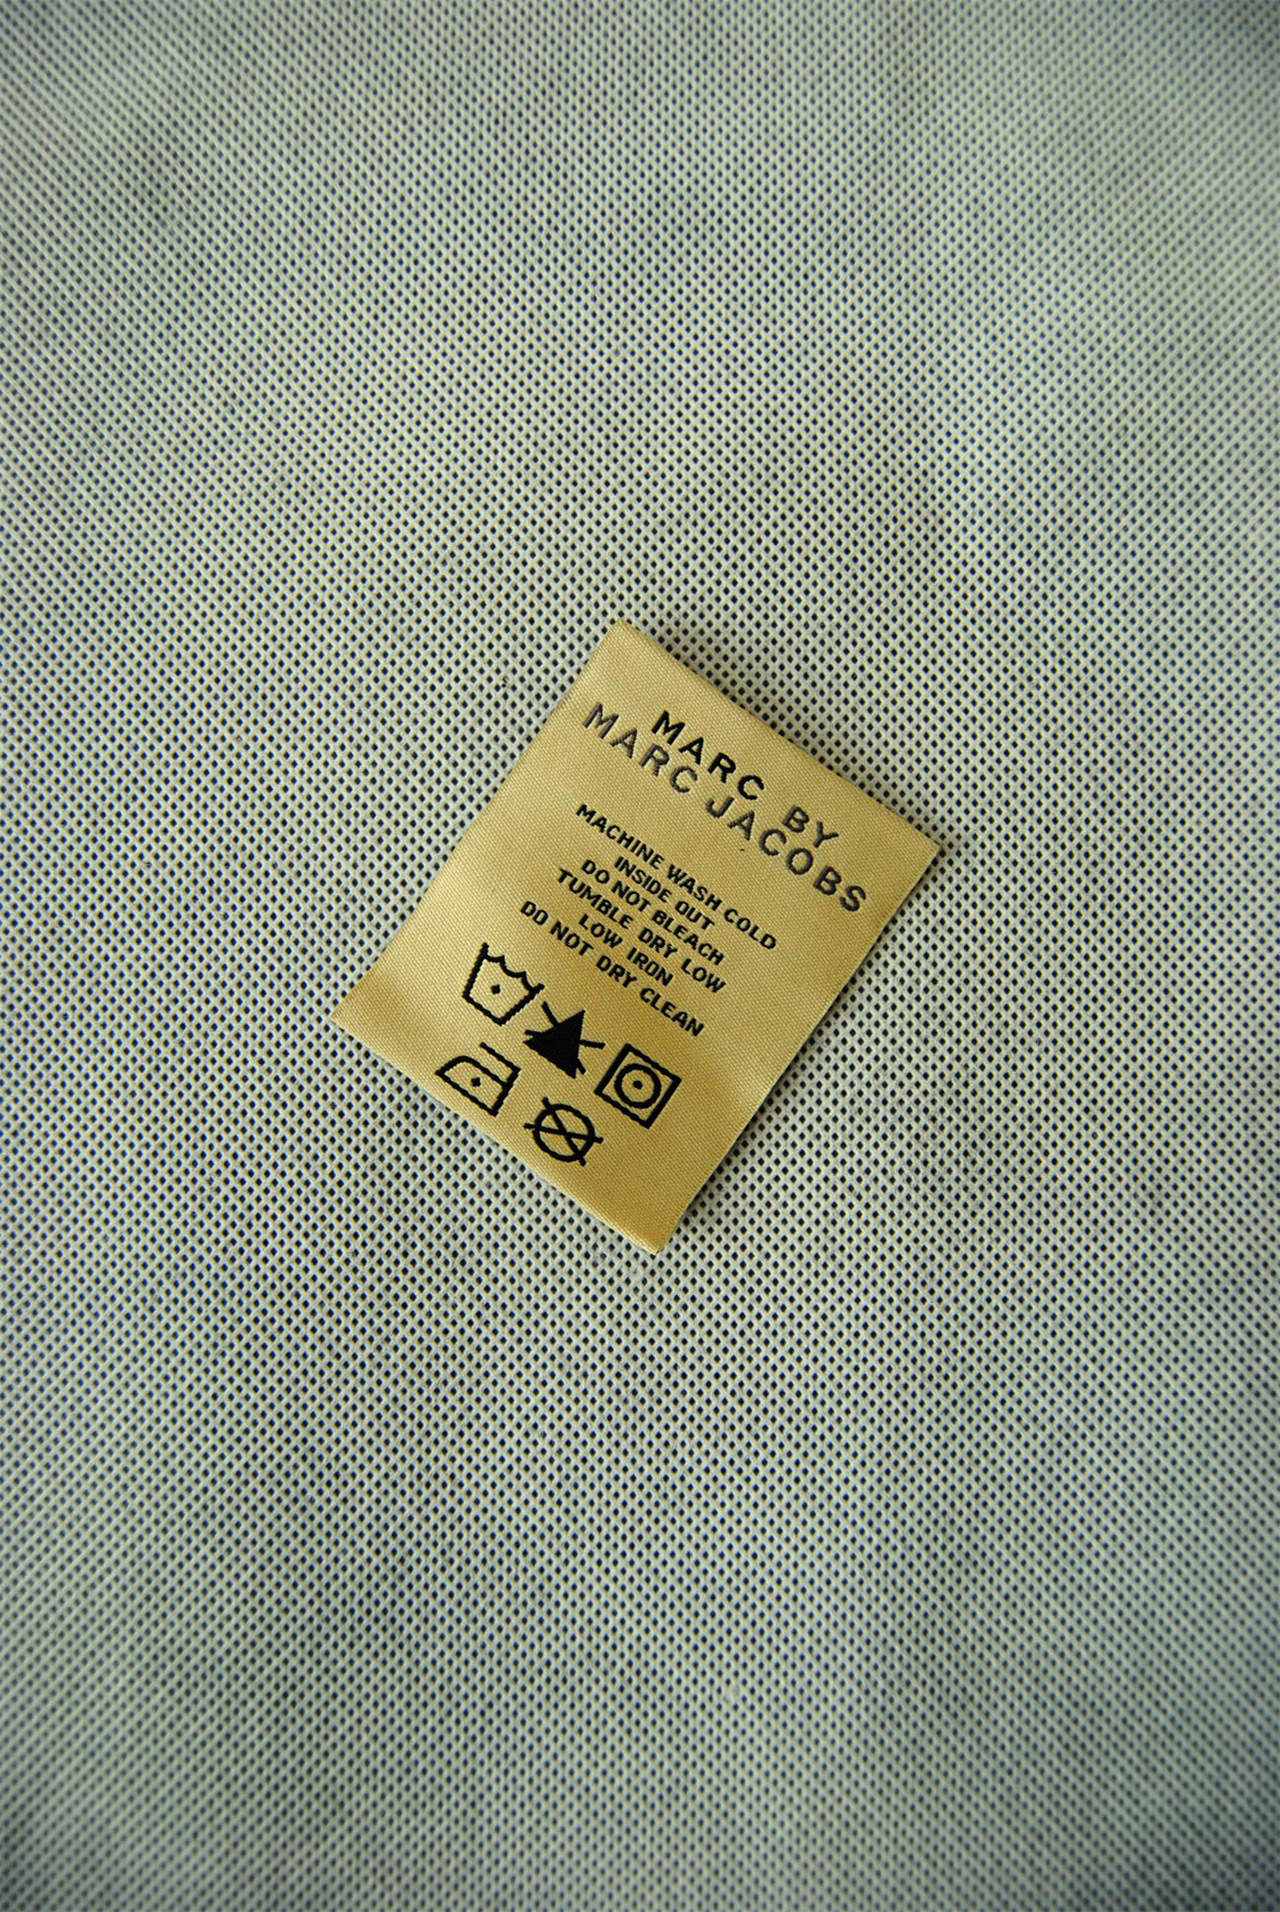 MARC BY
MARC JACOBS
MACHINE WASH COLD
INSIDE OUT
DO NOT BLEACH
TUMBLE DRY LOW
LOW IRON
DO NOT DRY CLEAN